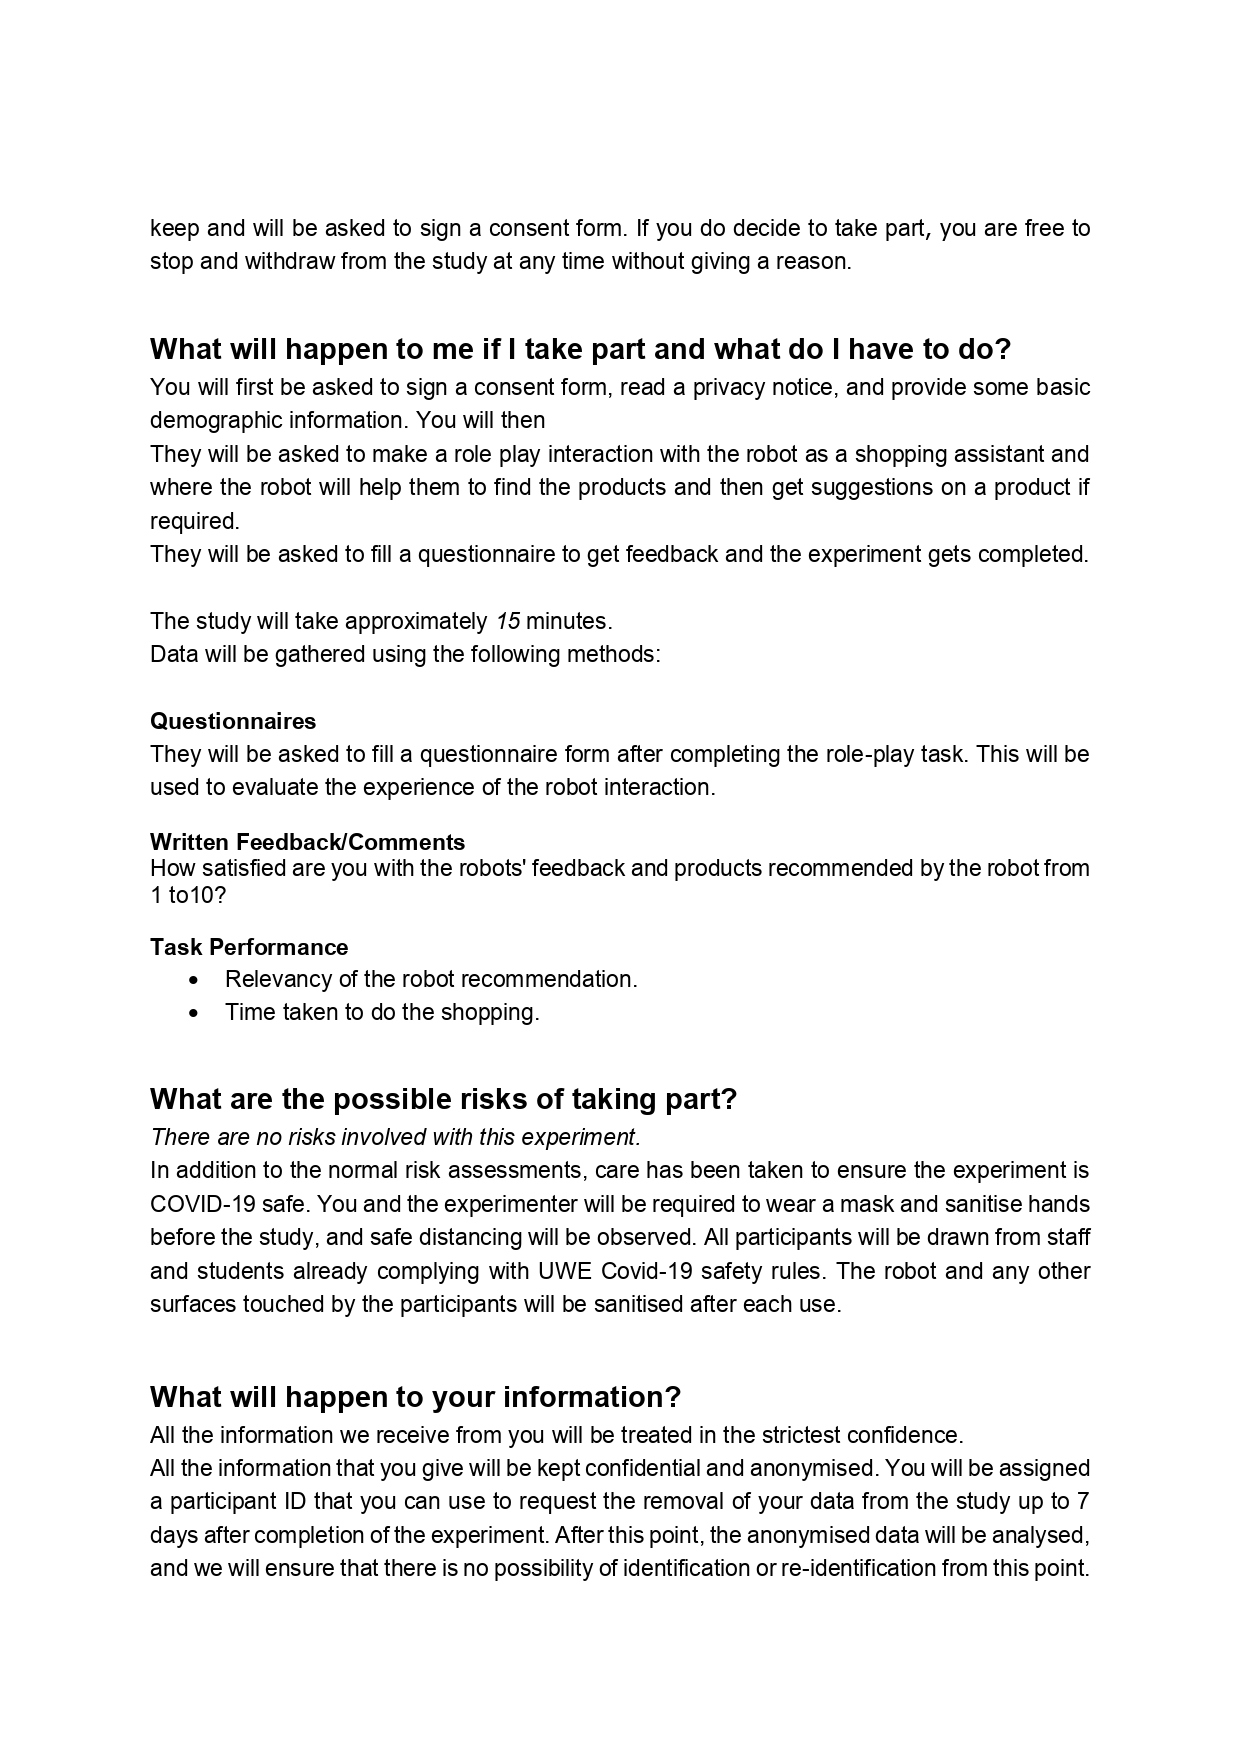 keep and will be asked to sign a consent form. If you do decide to take part, you are free to
stop and withdraw from the study at any time without giving a reason.
What will happen to me if I take part and what do I have to do?
You will first be asked to sign a consent form, read a privacy notice, and provide some basic
demographic information. You will then
They will be asked to make a role play interaction with the robot as a shopping assistant and
where the robot will help them to find the products and then get suggestions on a product if
required.
They will be asked to fill a questionnaire to get feedback and the experiment gets completed.
The study will take approximately 15 minutes.
Data will be gathered using the following methods:
Questionnaires
They will be asked to fill a questionnaire form after completing the role-play task. This will be
used to evaluate the experience of the robot interaction.
Written Feedback/Comments
How satisfied are you with the robots' feedback and products recommended by the robot from
1 to10?
Task Performance
• Relevancy of the robot recommendation.
• Time taken to do the shopping.
What are the possible risks of taking part?
There are no risks involved with this experiment.
In addition to the normal risk assessments, care has been taken to ensure the experiment is
COVID-19 safe. You and the experimenter will be required to wear a mask and sanitise hands
before the study, and safe distancing will be observed. All participants will be drawn from staff
and students already complying with UWE Covid-19 safety rules. The robot and any other
surfaces touched by the participants will be sanitised after each use.
What will happen to your information?
All the information we receive from you will be treated in the strictest confidence.
All the information that you give will be kept confidential and anonymised. You will be assigned
a participant ID that you can use to request the removal of your data from the study up to 7
days after completion of the experiment. After this point, the anonymised data will be analysed,
and we will ensure that there is no possibility of identification or re-identification from this point.